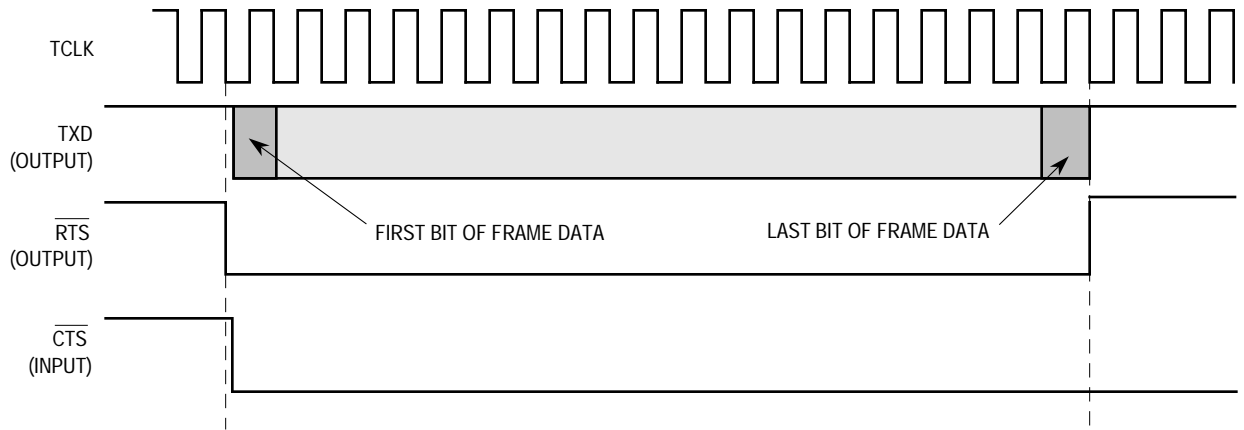 TCLK
TXD
(OUTPUT)
RTS
(OUTPUT)
FIRST BIT OF FRAME DATA
LAST BIT OF FRAME DATA
CTS
(INPUT)